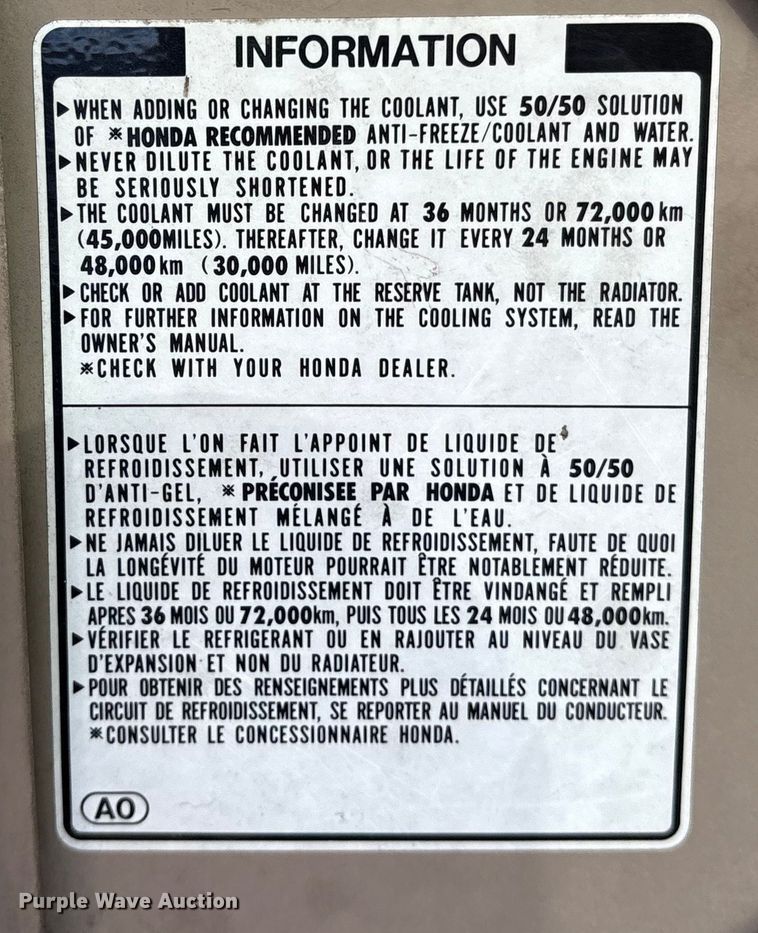 INFORMATION
▶WHEN ADDING OR CHANGING THE COOLANT, USE 50/50 SOLUTION
OF ※HONDA RECOMMENDED ANTI-FREEZE/COOLANT AND WATER.
▶NEVER DILUTE THE COOLANT, OR THE LIFE OF THE ENGINE MAY
BE SERIOUSLY SHORTENED.
▶THE COOLANT MUST BE CHANGED AT 36 MONTHS OR 72,000 km
(45,000MILES). THEREAFTER, CHANGE IT EVERY 24 MONTHS OR
48,000 km (30,000 MILES).
▶CHECK OR ADD COOLANT AT THE RESERVE TANK, NOT THE RADIATOR.
▶FOR FURTHER INFORMATION ON THE COOLING SYSTEM, READ THE
OWNER'S MANUAL.
※CHECK WITH YOUR HONDA DEALER.
▶LORSQUE L'ON FAIT L'APPOINT DE LIQUIDE DE
REFROIDISSEMENT, UTILISER UNE SOLUTION À 50/50
D'ANTI-GEL, ※ PRÉCONISEE PAR HONDA ET DE LIQUIDE DE
REFROIDISSEMENT MÉLANGÉ À DE L'EAU.
▶NE JAMAIS DILUER LE LIQUIDE DE REFROIDISSEMENT, FAUTE DE QUOI
LA LONGÉVITÉ DU MOTEUR POURRAIT ÊTRE NOTABLEMENT RÉDUITE.
▶LE LIQUIDE DE REFROIDISSEMENT DOIT ÊTRE VINDANGÉ ET REMPLI
APRES 36 MOIS OU 72,000km, PUIS TOUS LES 24 MOIS OU 48,000km.
▶VÉRIFIER LE REFRIGERANT OU EN RAJOUTER AU NIVEAU DU VASE
D'EXPANSION ET NON DU RADIATEUR.
▶POUR OBTENIR DES RENSEIGNEMENTS PLUS DÉTAILLÉS CONCERNANT LE
CIRCUIT DE REFROIDISSEMENT, SE REPORTER AU MANUEL DU CONDUCTEUR.
※CONSULTER LE CONCESSIONNAIRE HONDA.
AO
Purple Wave Auction